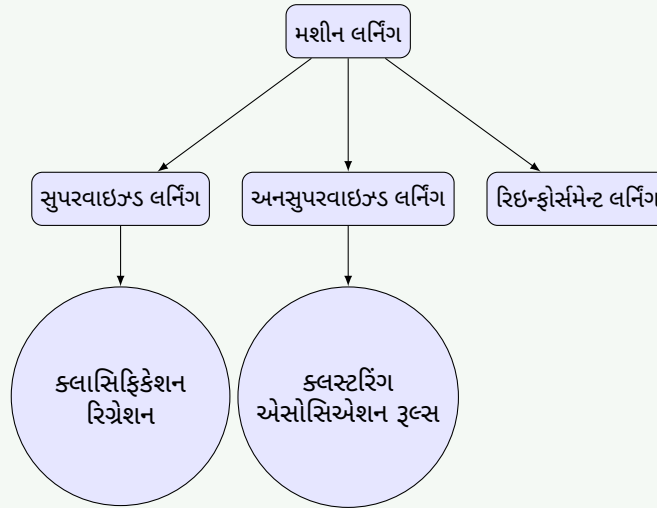 મશીન લર્નિંગ
સુપરવાઇઝ્ડ લર્નિંગ
અનસુપરવાઇઝ્ડ લર્નિંગ
રિઇન્ફોર્સમેન્ટ લર્નિંગ
ક્લાસિફિકેશન
રિગ્રેશન
ક્લસ્ટરિંગ
એસોસિએશન રૂલ્સ